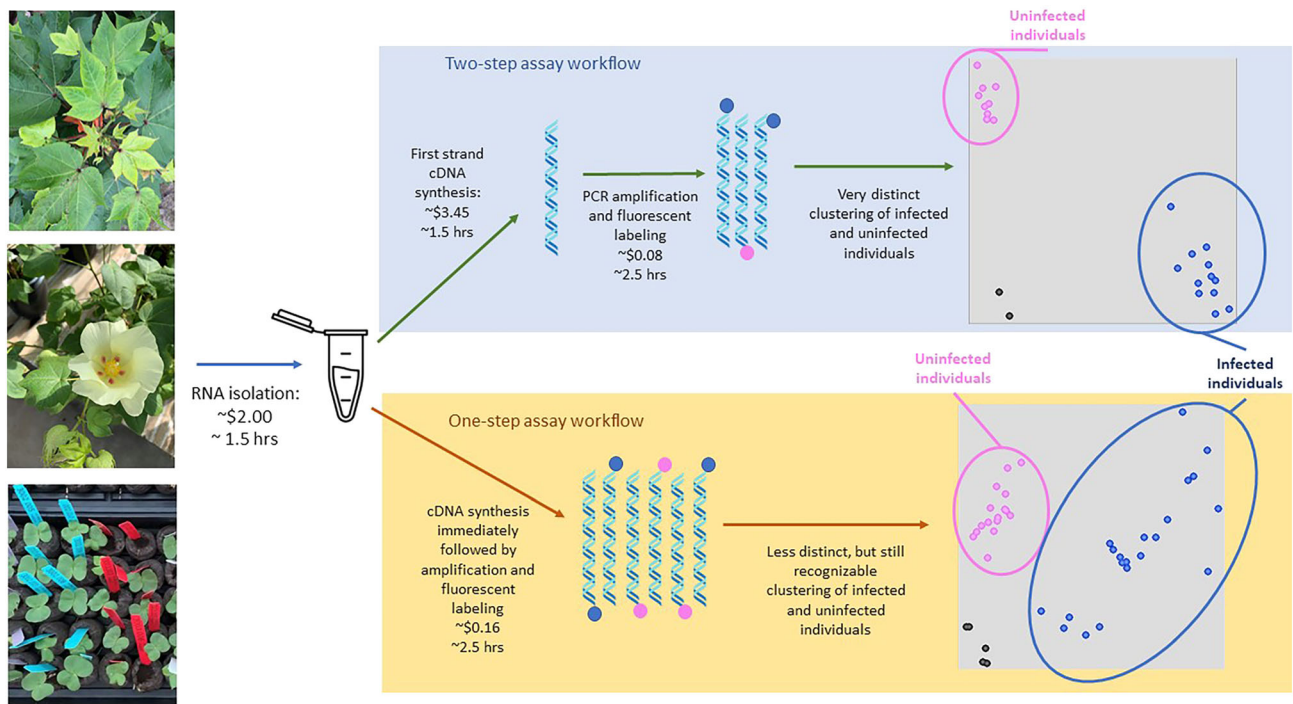 Uninfected
individuals
Two-step assay workflow
First strand
cDNA
synthesis:
~$3.45
~1.5 hrs
PCR amplification
and fluorescent
labeling
~$0.08
~2.5 hrs
Very distinct
clustering of infected
and uninfected
individuals
RNA isolation:
~$2.00
~ 1.5 hrs
Uninfected
individuals
Infected
individuals
One-step assay workflow
cDNA synthesis
immediately
followed by
amplification and
fluorescent
labeling
~$0.16
~2.5 hrs
Less distinct, but still
recognizable
clustering of infected
and uninfected
individuals